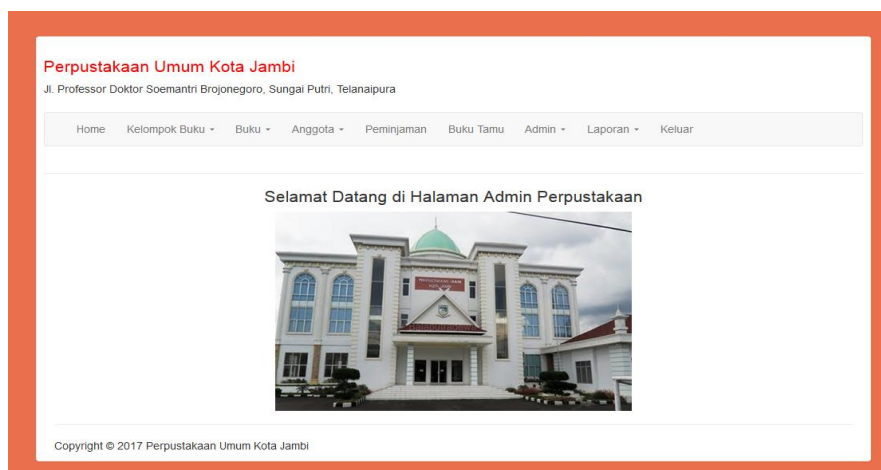 Perpustakaan Umum Kota Jambi
Jl. Professor Doktor Soemantri Brojonegoro, Sungai Putri, Telanaipura
Home Kelompok Buku Buku Anggota Peminjaman Buku Tamu Admin Laporan Keluar
Selamat Datang di Halaman Admin Perpustakaan
Copyright © 2017 Perpustakaan Umum Kota Jambi